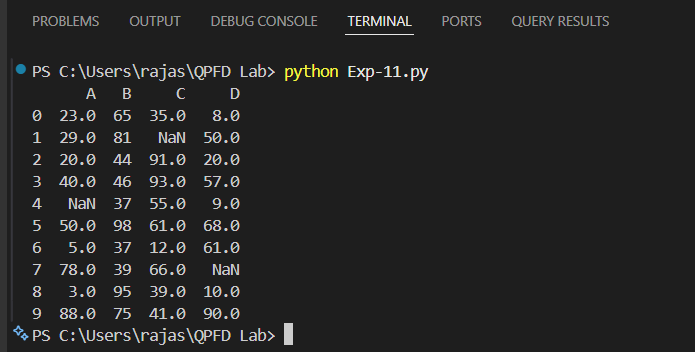 PROBLEMS OUTPUT DEBUG CONSOLE TERMINAL PORTS QUERY RESULTS
PS C:\Users\rajas\QPFD Lab> python Exp-11.py
      A   B     C     D
0  23.0  65  35.0   8.0
1  29.0  81   NaN  50.0
2  20.0  44  91.0  20.0
3  40.0  46  93.0  57.0
4   NaN  37  55.0   9.0
5  50.0  98  61.0  68.0
6   5.0  37  12.0  61.0
7  78.0  39  66.0   NaN
8   3.0  95  39.0  10.0
9  88.0  75  41.0  90.0
PS C:\Users\rajas\QPFD Lab>